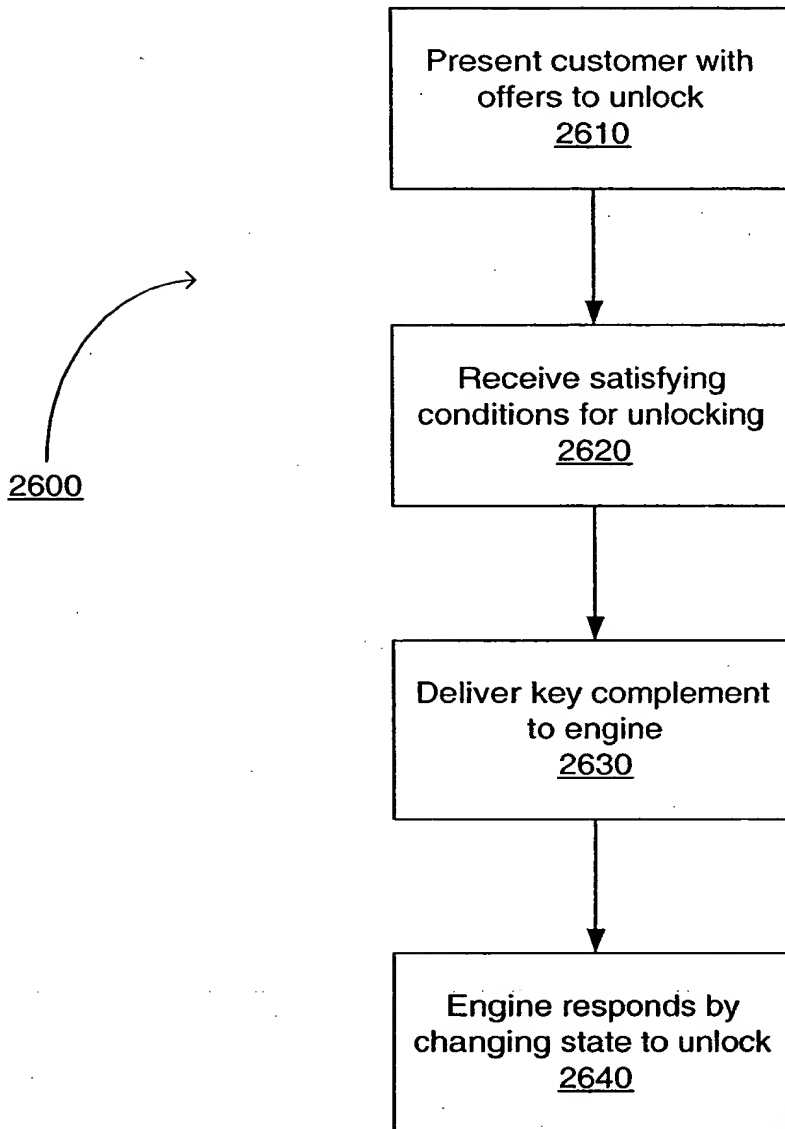 Present customer with
offers to unlock
2610
Receive satisfying
conditions for unlocking
2620
2600
Deliver key complement
to engine
2630
Engine responds by
changing state to unlock
2640